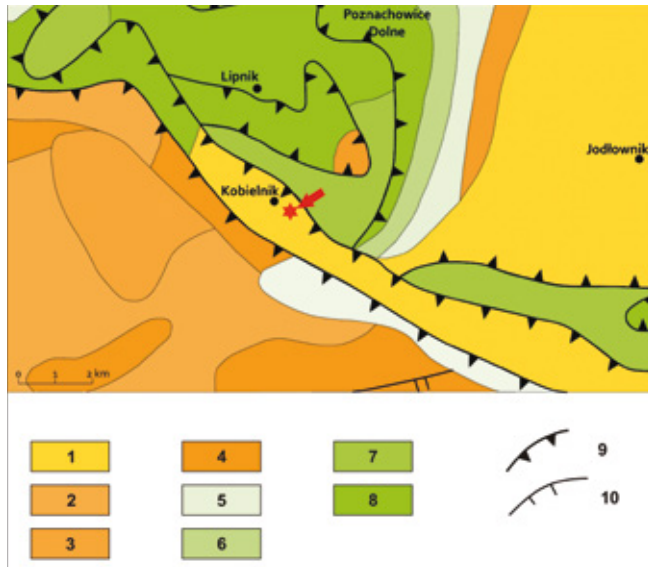 Poznachowice
Dolne
Lipnik
Jodłownik
Kobielnik
0 1 2 km
1 4 7 9
2 5 8 10
3 6